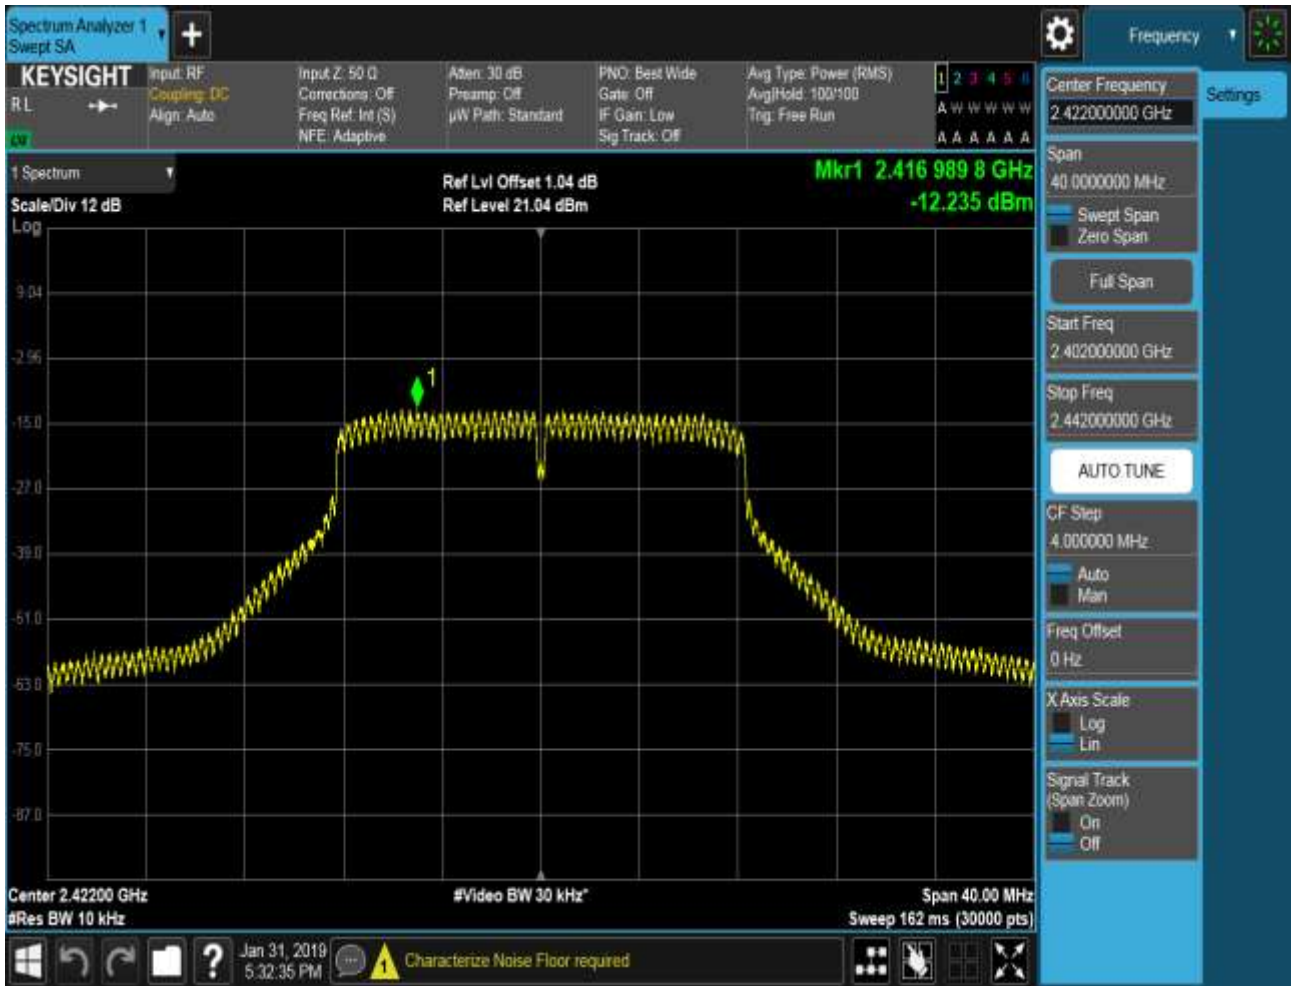 Spectrum Analyzer 1
Swept SA
+
Frequency
KEYSIGHT
R L
Input: RF
Coupling: DC
Align: Auto
Input Z: 50 Ω
Corrections: Off
Freq Ref: Int (S)
NFE: Adaptive
Atten: 30 dB
Preamp: Off
µW Path: Standard
PNO: Best Wide
Gate: Off
IF Gain: Low
Sig Track: Off
Avg Type: Power (RMS)
Avg|Hold: 100/100
Trig: Free Run
1 2 3 4 5 6
A W W W W W
A A A A A A
1 Spectrum
Scale/Div 12 dB
Log
Ref Lvl Offset 1.04 dB
Ref Level 21.04 dBm
Mkr1 2.416 989 8 GHz
-12.235 dBm
1
9.04
-2.96
-15.0
-27.0
-39.0
-51.0
-63.0
-75.0
-87.0
Center 2.42200 GHz
#Res BW 10 kHz
#Video BW 30 kHz*
Span 40.00 MHz
Sweep 162 ms (30000 pts)
Center Frequency
2.422000000 GHz
Settings
Span
40.0000000 MHz
Swept Span
Zero Span
Full Span
Start Freq
2.402000000 GHz
Stop Freq
2.442000000 GHz
AUTO TUNE
CF Step
4.000000 MHz
Auto
Man
Freq Offset
0 Hz
X Axis Scale
Log
Lin
Signal Track
(Span Zoom)
On
Off
?
Jan 31, 2019
5:32:35 PM
1
Characterize Noise Floor required